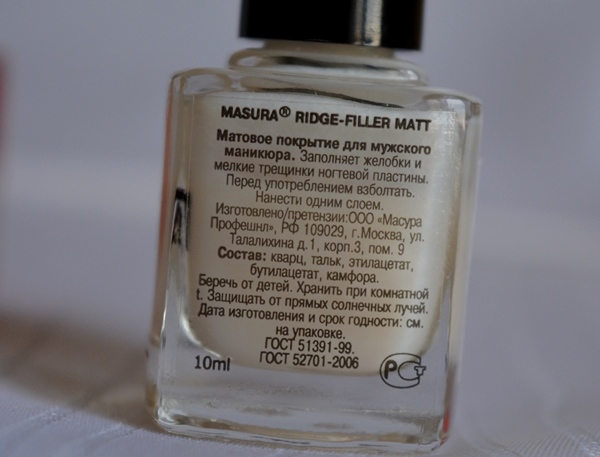 MASURA® RIDGE-FILLER MATT
Матовое покрытие для мужского
маникюра. Заполняет желобки и
мелкие трещинки ногтевой пластины.
Перед употреблением взболтать.
Нанести одним слоем.
Изготовлено/претензии:ООО «Масура
Профешнл», РФ 109029, г.Москва, ул.
Талалихина д.1, корп.3, пом. 9
Состав: кварц, тальк, этилацетат,
бутилацетат, камфора.
Беречь от детей. Хранить при комнатной
t. Защищать от прямых солнечных лучей.
Дата изготовления и срок годности: см.
на упаковке.
ГОСТ 51391-99.
10ml ГОСТ 52701-2006
РСТ